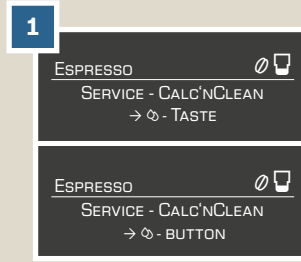 1
Espresso
Service - Calc'nClean
→ - Taste
Espresso
Service - Calc'nClean
→ - button